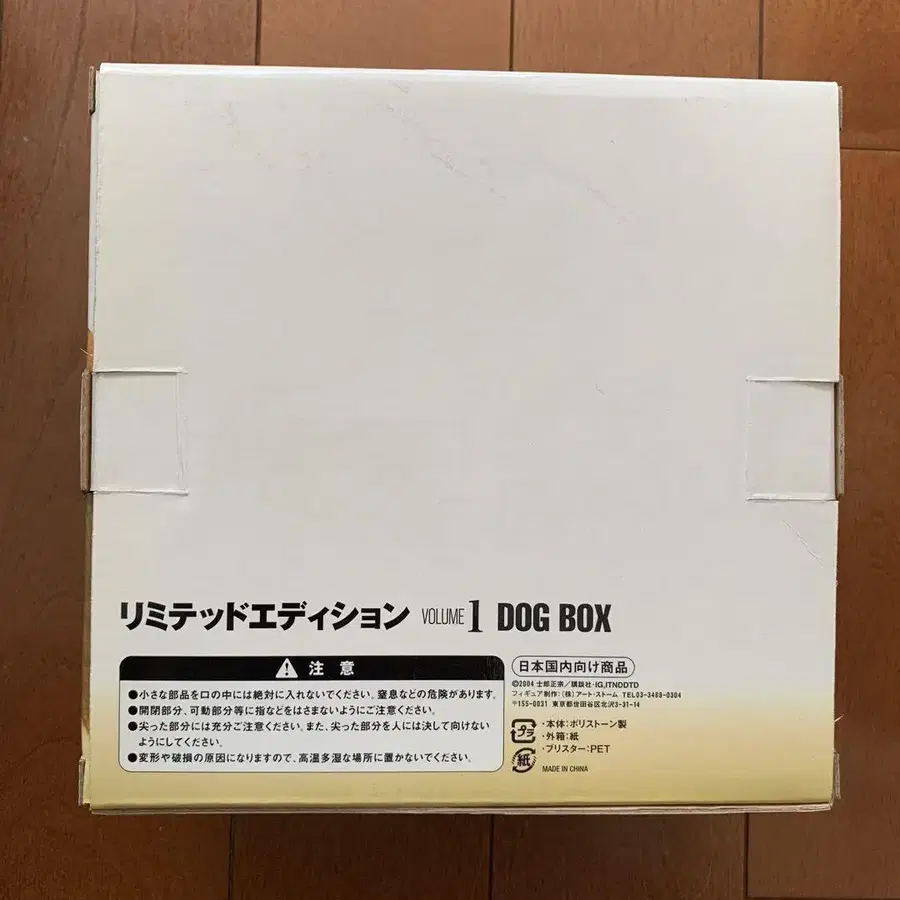 リミテッドエディション VOLUME 1 DOG BOX
注意
●小さな部品を口の中には絶対に入れないでください。窒息などの危険があります。
●開閉部分、可動部分等に指などをはさまないようにご注意ください。
●尖った部分には充分ご注意ください。また、尖った部分を人には決して向けない
ようにしてください。
●変形や破損の原因になりますので、高温多湿な場所に置かないでください。
日本国内向け商品
©2004 士郎正宗/講談社・IG,ITNDDTD
フィギュア制作:(株)アート・ストーム TEL03-3469-0304
〒155-0031 東京都世田谷区北沢3-31-14
プラ
紙
・本体:ポリストーン製
・外箱:紙
・ブリスター:PET
MADE IN CHINA